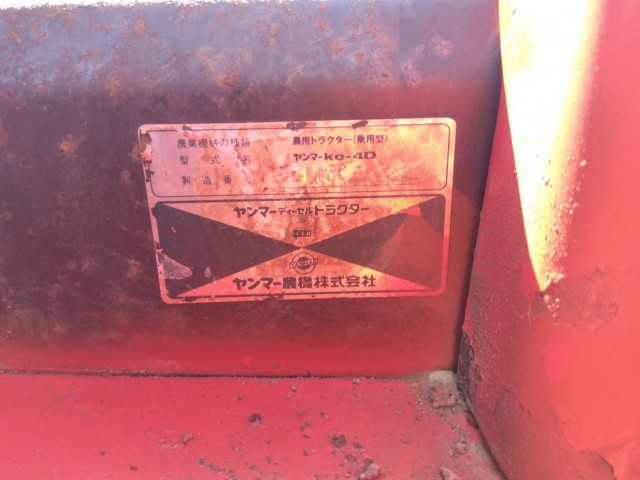 農業機械の種類 農用トラクター(乗用型)
型式名 ヤンマーke-4D
製造番
ヤンマーディーゼルトラクター
YANMAR
ヤンマー農機株式会社